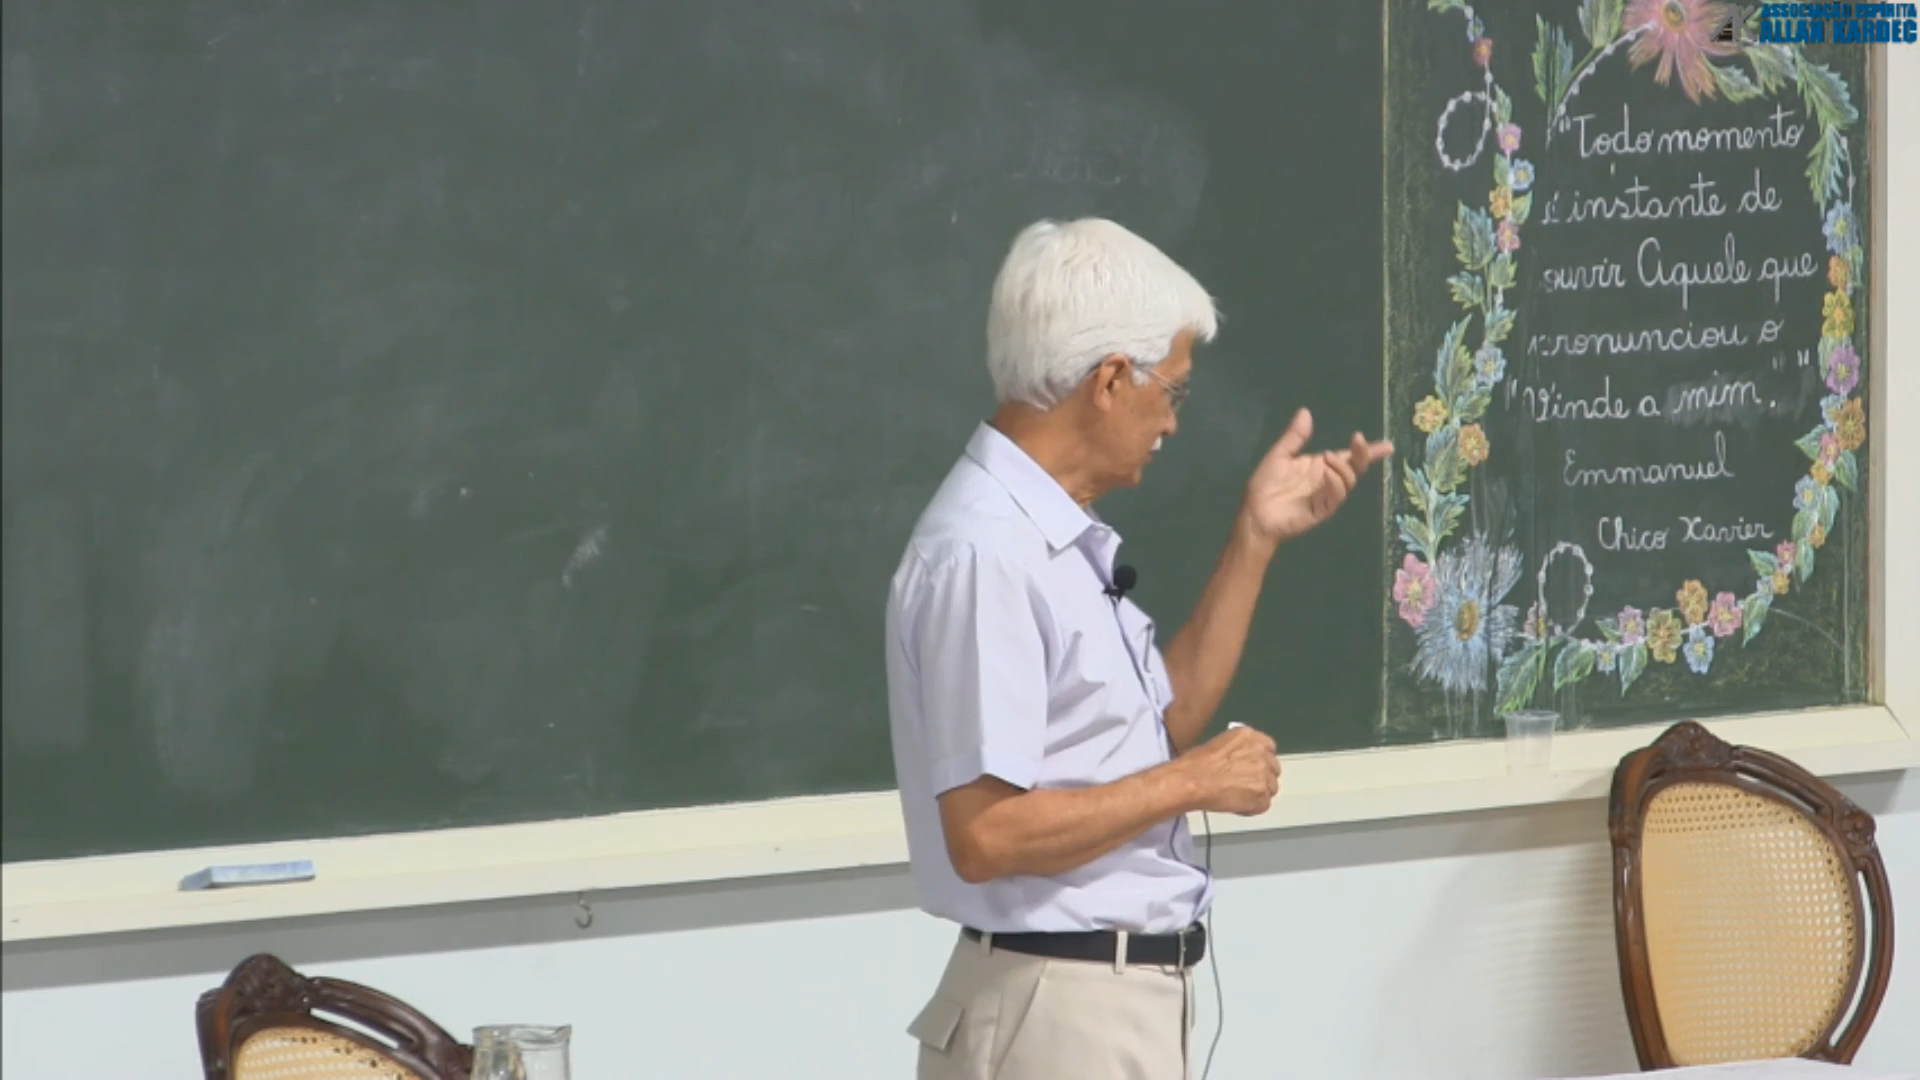 ASSOCIAÇÃO ESPÍRITA
ALLAN KARDEC
"Todo momento
é instante de
ouvir Aquele que
pronunciou o
"Vinde a mim." "
Emmanuel
Chico Xavier